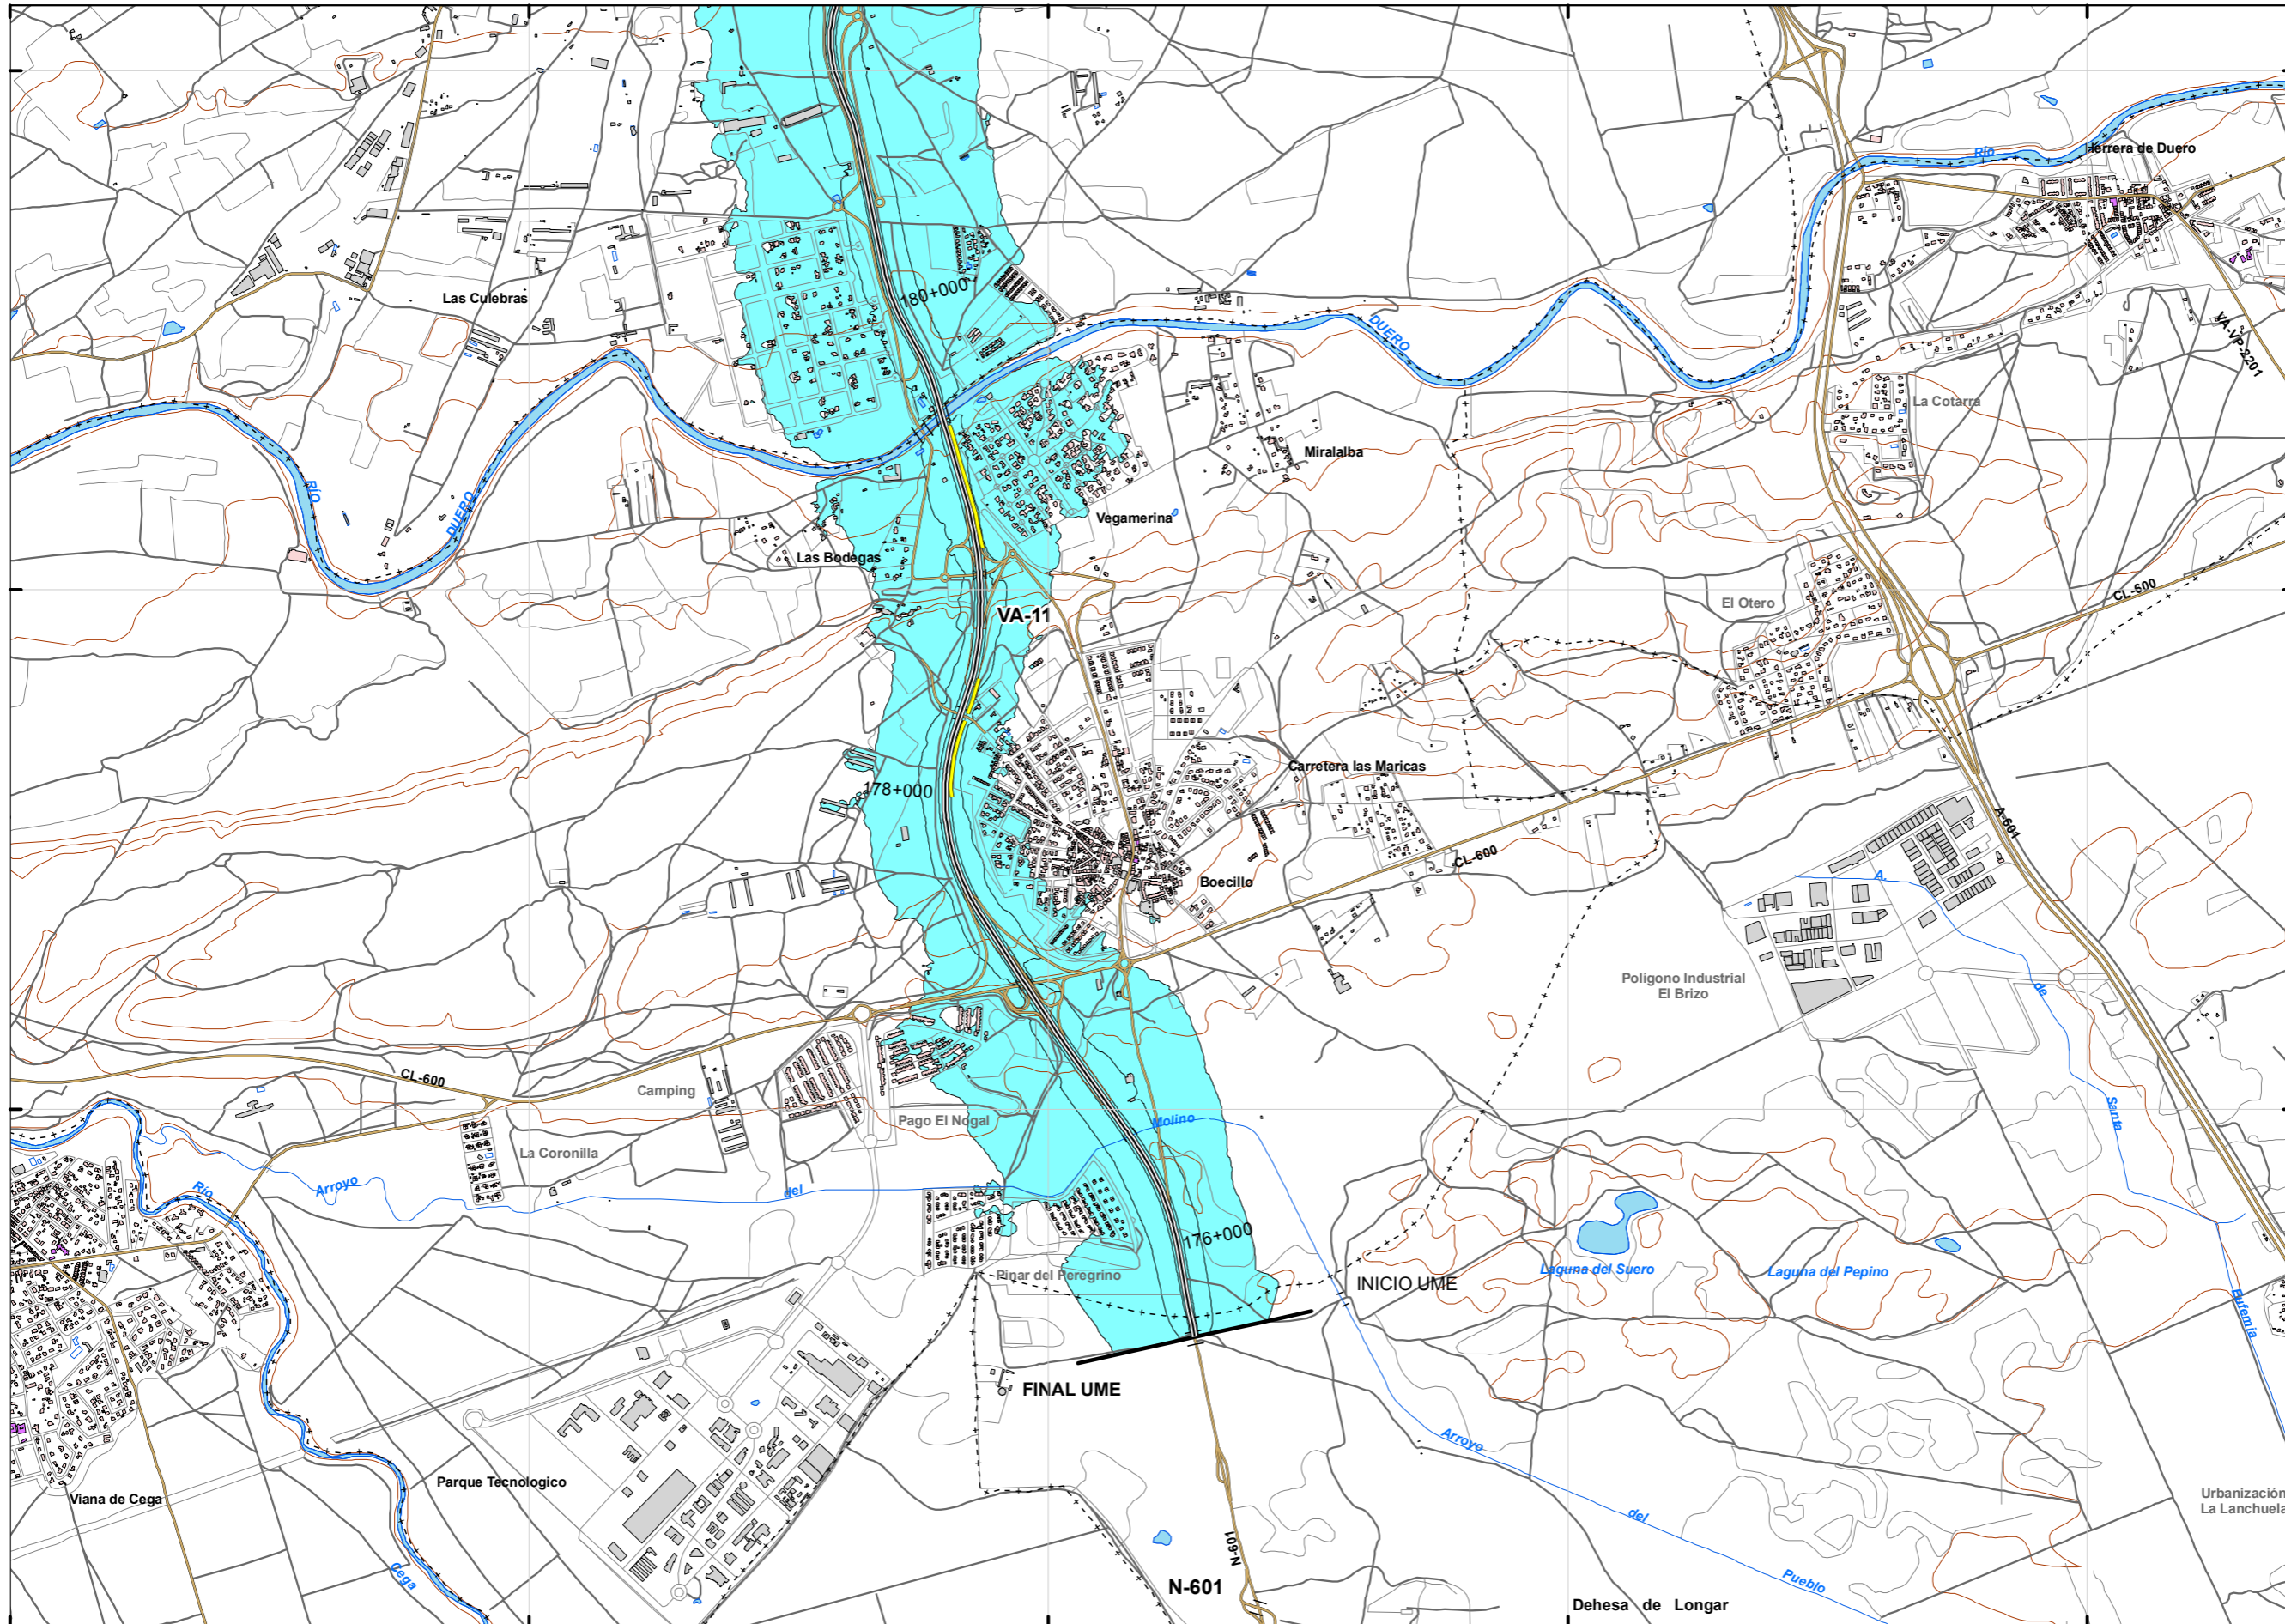 Río
Herrera de Duero
Las Culebras
180+000
DUERO
VA-VP-2201
La Cotarra
Miralalba
RÍO
DUERO
Vegamerina
Las Bodegas
CL-600
El Otero
VA-11
Carretera las Maricas
178+000
A-601
CL-600
Boecillo
A.
Polígono Industrial
El Brizo
de
CL-600
Camping
Santa
Pago El Nogal
Molino
La Coronilla
Río
Arroyo
del
176+000
Pinar del Peregrino
INICIO UME
Laguna del Suero
Laguna del Pepino
Eufemia
FINAL UME
Arroyo
Parque Tecnologico
Viana de Cega
Urbanización
La Lanchuela
del
N-601
Cega
N-601
Pueblo
Dehesa de Longar